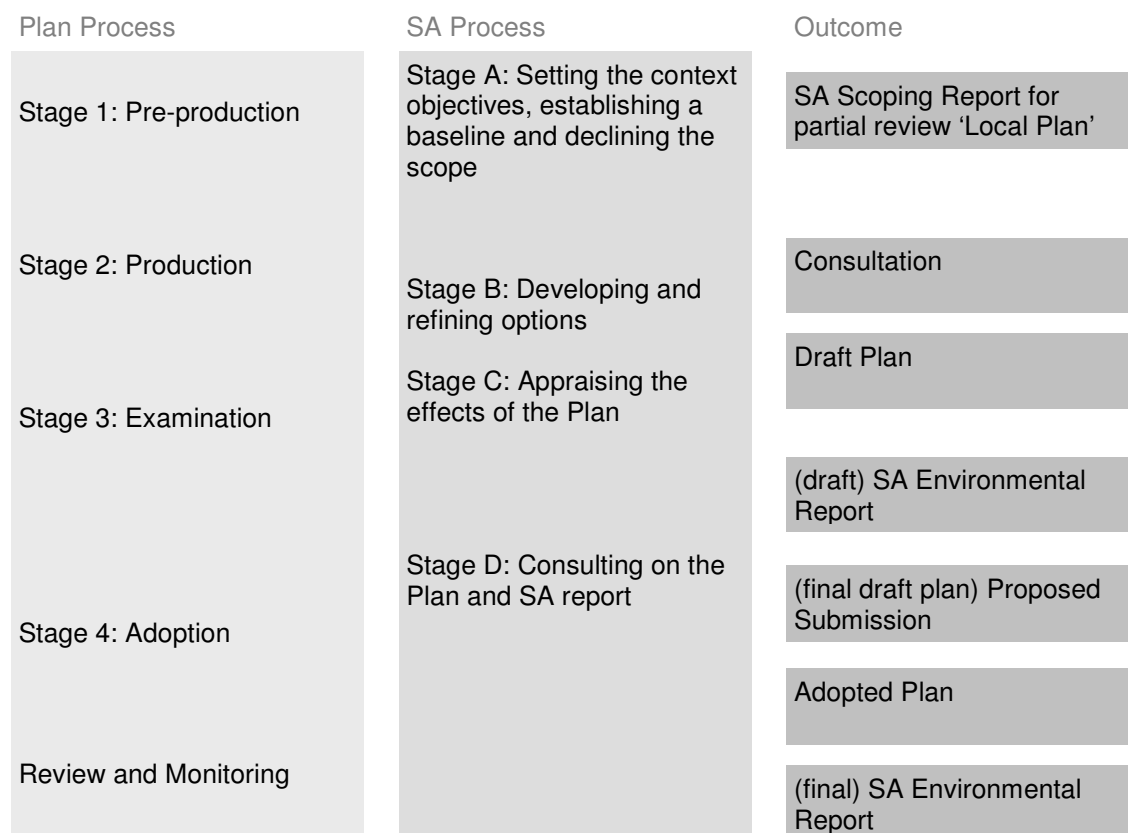 Plan Process
Stage 1: Pre-production
Stage 2: Production
Stage 3: Examination
Stage 4: Adoption
Review and Monitoring
SA Process
Stage A: Setting the context
objectives, establishing a
baseline and declining the
scope
Stage B: Developing and
refining options
Stage C: Appraising the
effects of the Plan
Stage D: Consulting on the
Plan and SA report
Outcome
SA Scoping Report for
partial review ‘Local Plan’
Consultation
Draft Plan
(draft) SA Environmental
Report
(final draft plan) Proposed
Submission
Adopted Plan
(final) SA Environmental
Report